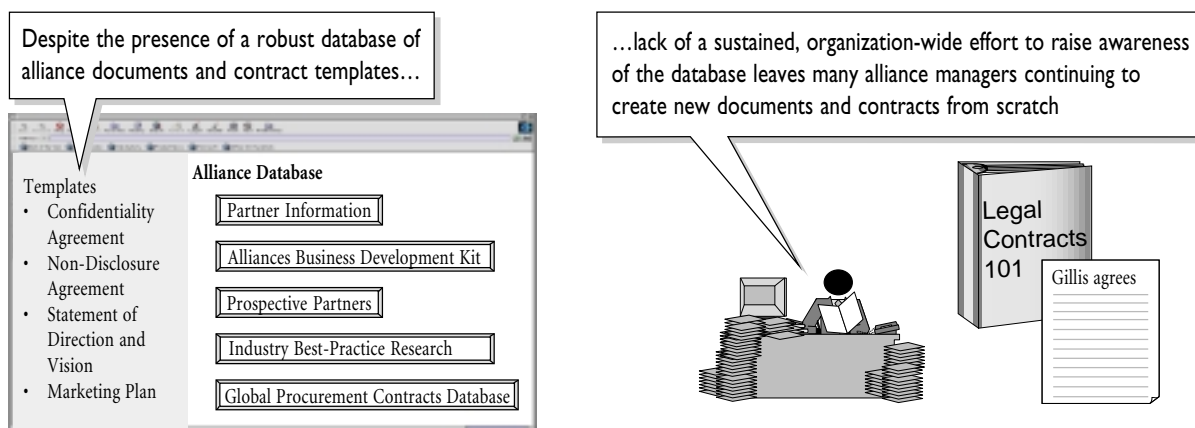 Despite the presence of a robust database of
alliance documents and contract templates…
…lack of a sustained, organization-wide effort to raise awareness
of the database leaves many alliance managers continuing to
create new documents and contracts from scratch
Templates
• Confidentiality
Agreement
• Non-Disclosure
Agreement
• Statement of
Direction and
Vision
• Marketing Plan
Alliance Database
Partner Information
Alliances Business Development Kit
Prospective Partners
Industry Best-Practice Research
Global Procurement Contracts Database
Legal
Contracts
101
Gillis agrees